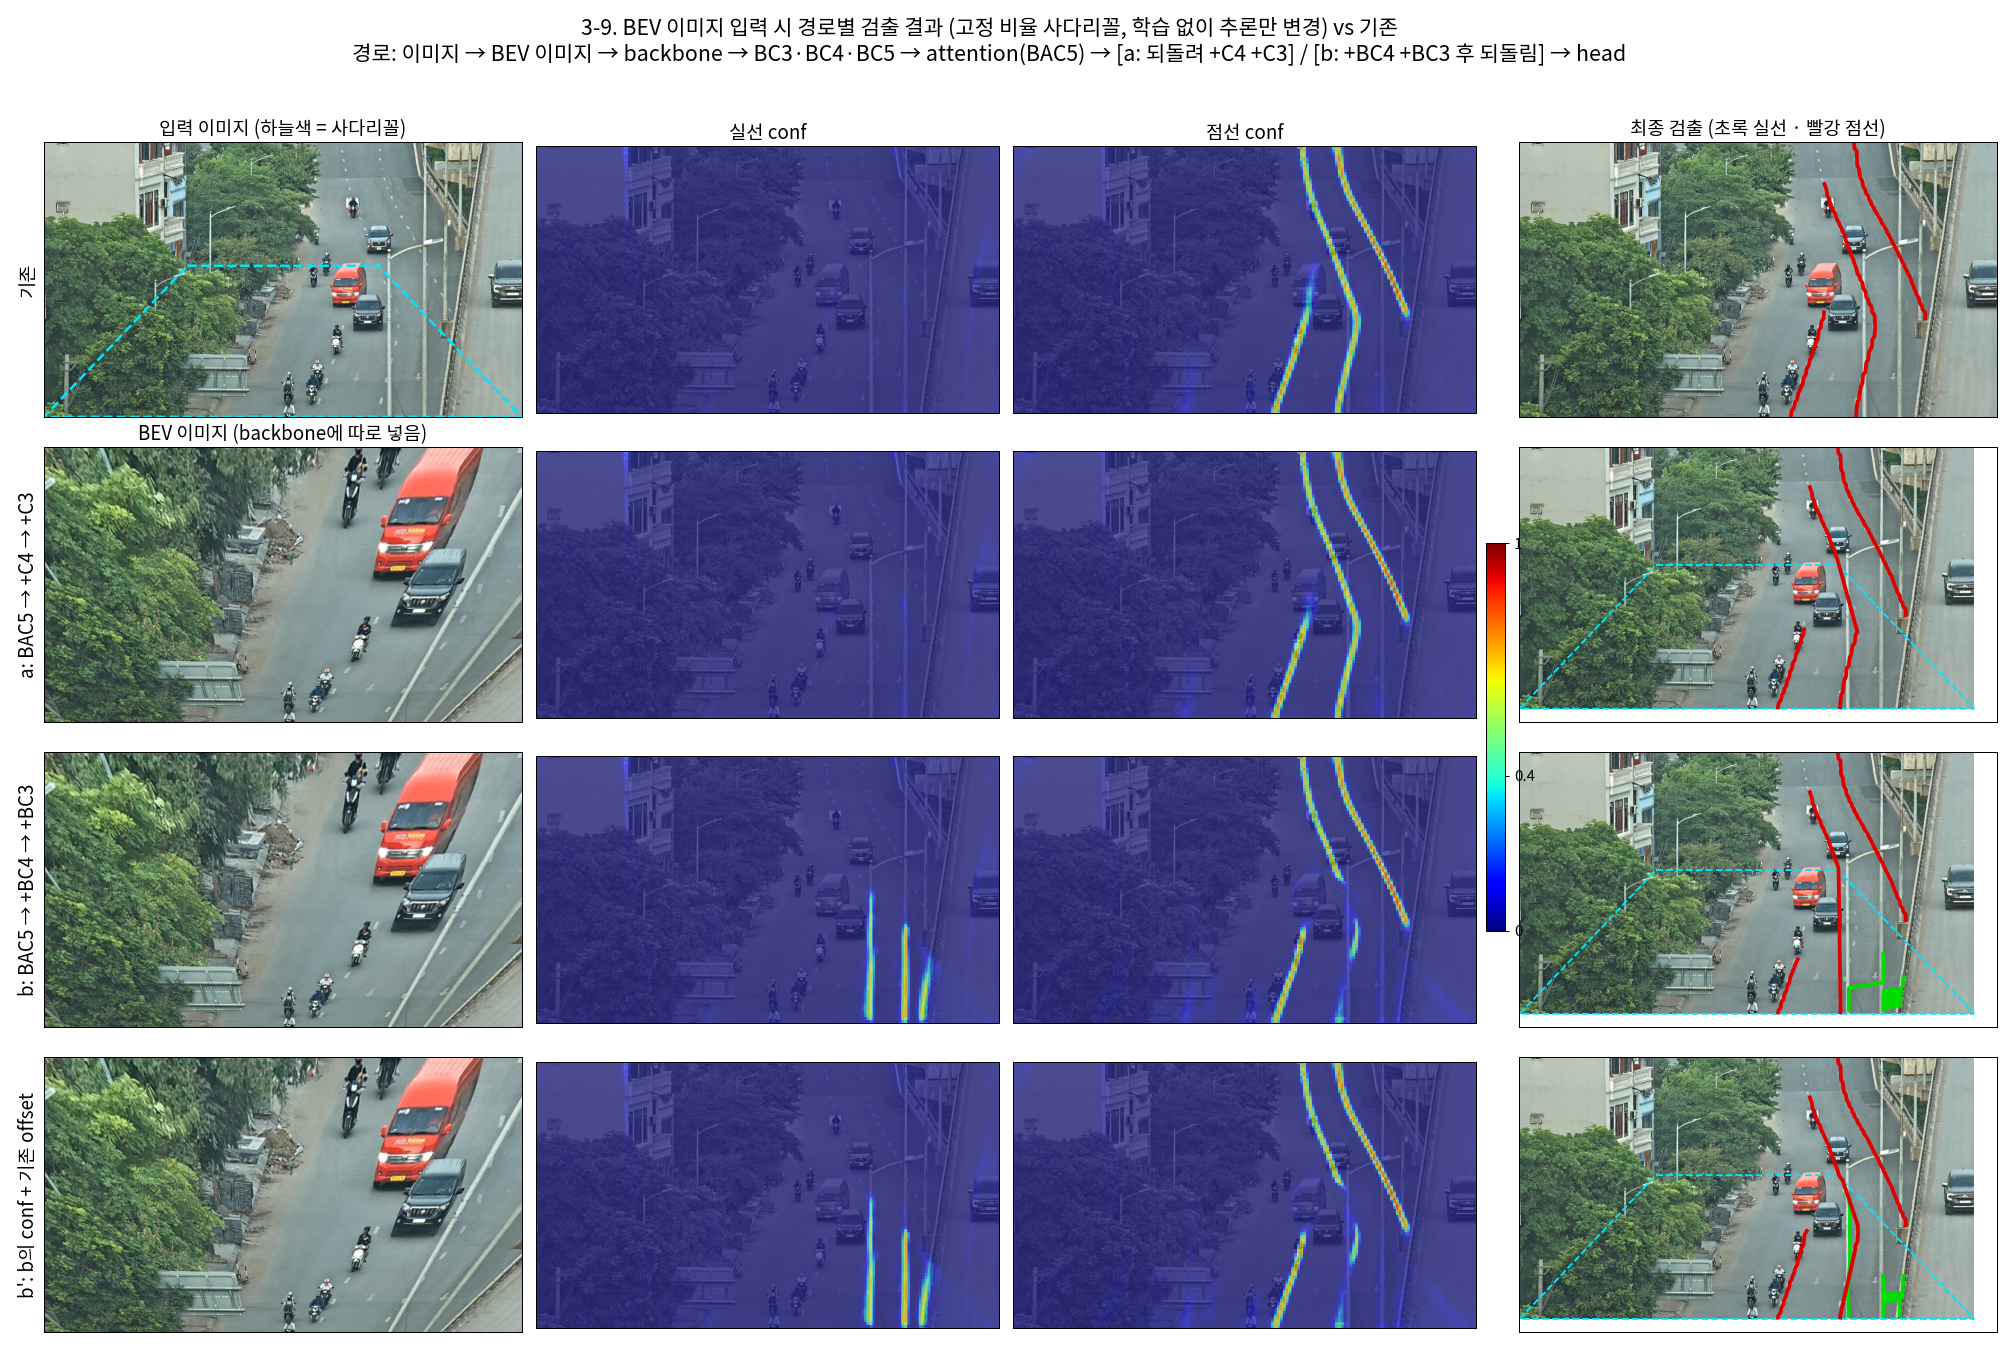 3-9. BEV 이미지 입력 시 경로별 검출 결과 (고정 비율 사다리꼴, 학습 없이 추론만 변경) vs 기존
경로: 이미지 → BEV 이미지 → backbone → BC3·BC4·BC5 → attention(BAC5) → [a: 되돌려 +C4 +C3] / [b: +BC4 +BC3 후 되돌림] → head
입력 이미지 (하늘색 = 사다리꼴)
실선 conf
점선 conf
최종 검출 (초록 실선 · 빨강 점선)
기존
BEV 이미지 (backbone에 따로 넣음)
a: BAC5 → +C4 → +C3
1
0.4
0
b: BAC5 → +BC4 → +BC3
b': b의 conf + 기존 offset